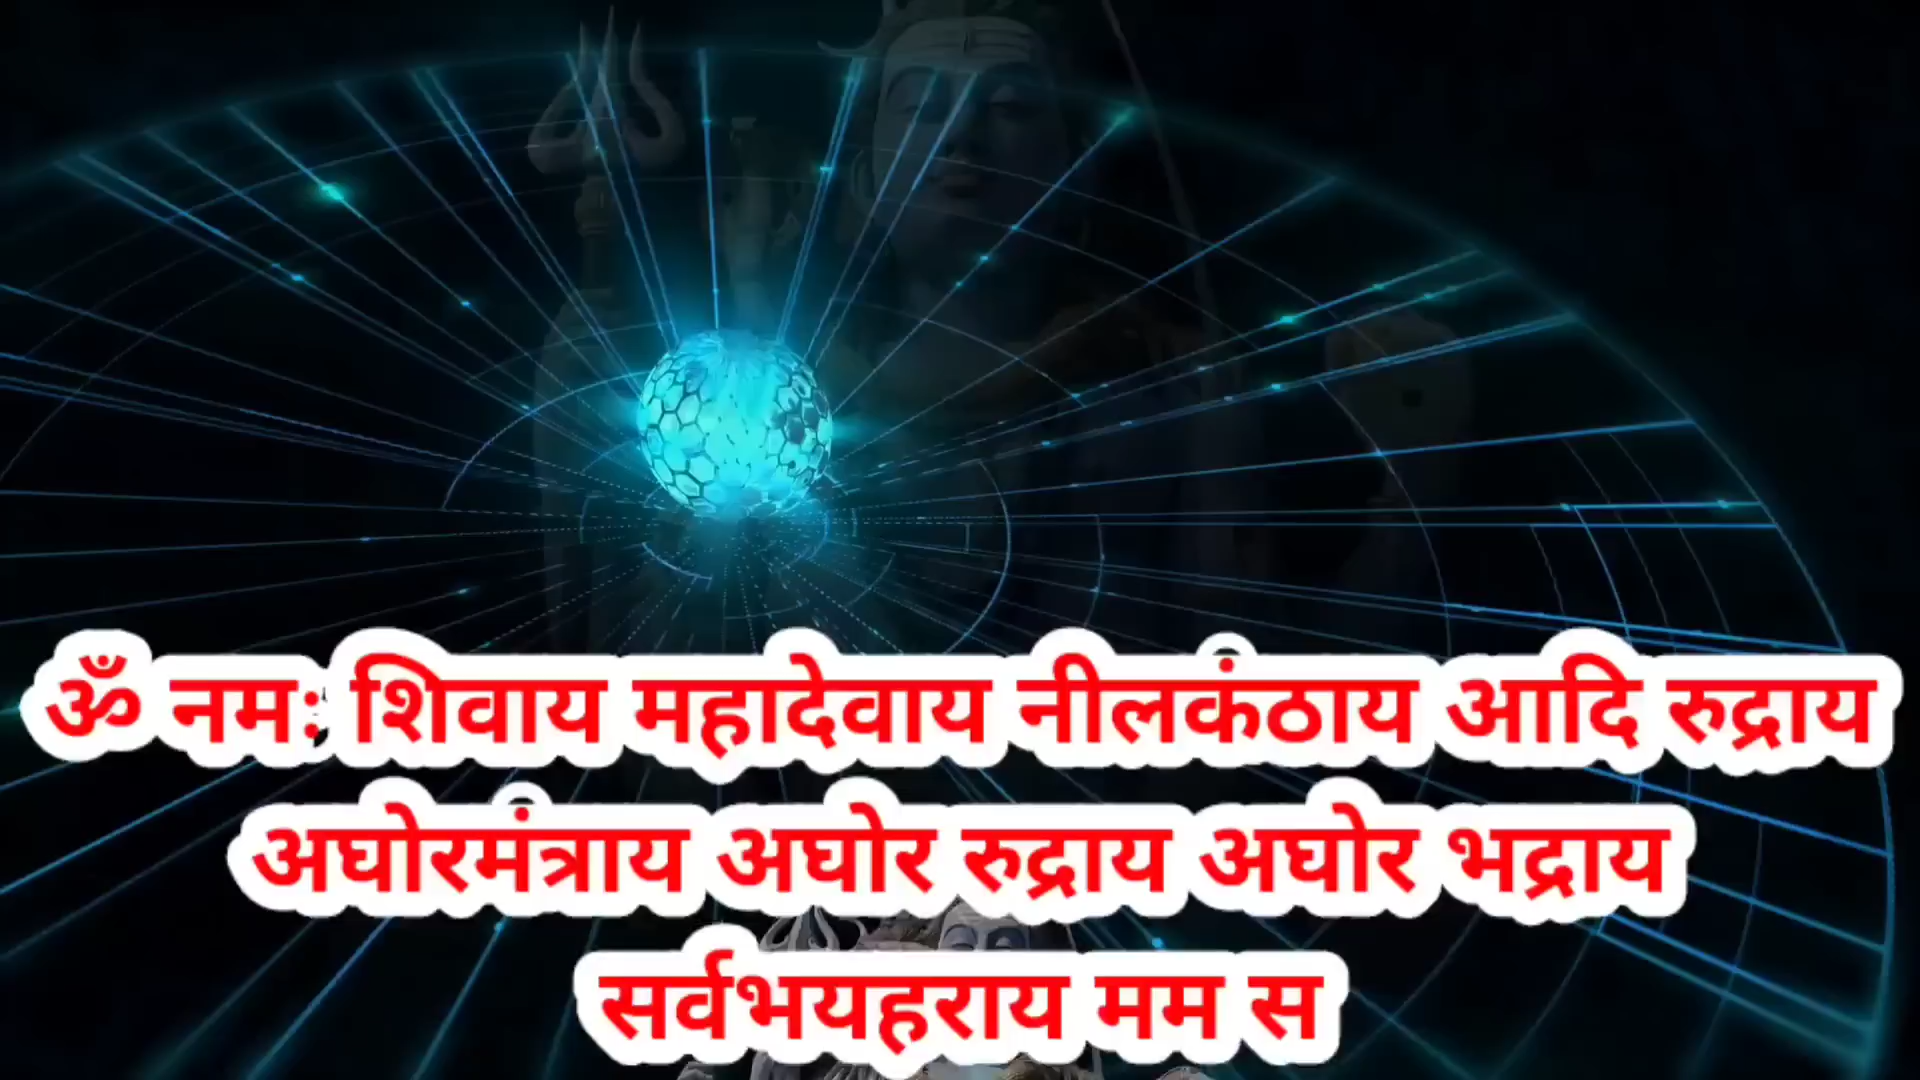 ॐ नमः शिवाय महादेवाय नीलकंठाय आदि रुद्राय
अघोरमंत्राय अघोर रुद्राय अघोर भद्राय
सर्वभयहराय मम स